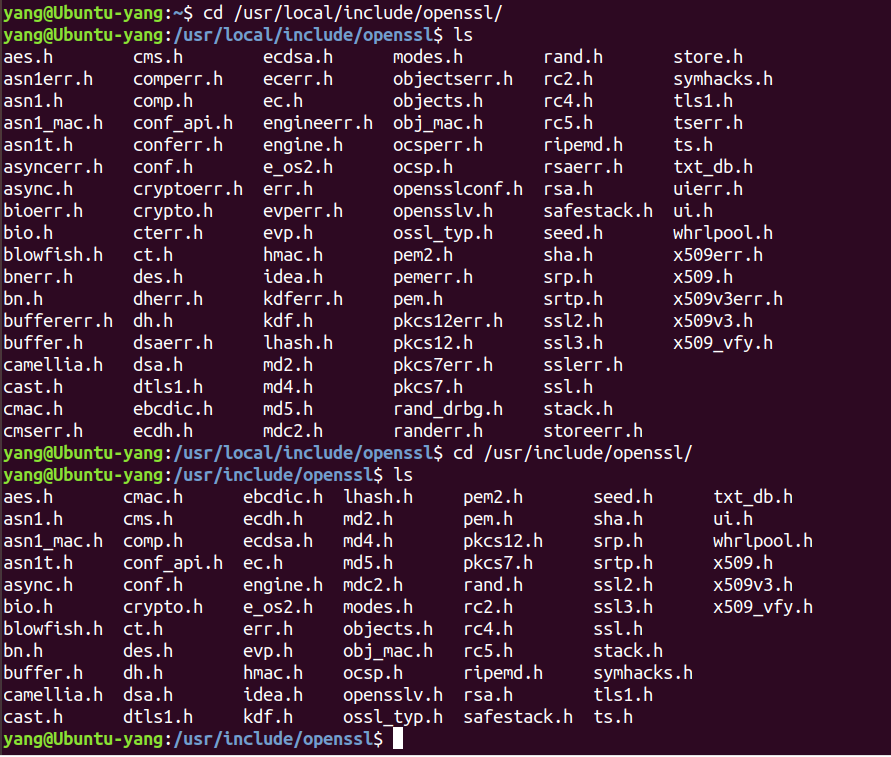 yang@Ubuntu-yang:~$ cd /usr/local/include/openssl/
yang@Ubuntu-yang:/usr/local/include/openssl$ ls
aes.h cms.h ecdsa.h modes.h rand.h store.h
asn1err.h comperr.h ecerr.h objectserr.h rc2.h symhacks.h
asn1.h comp.h ec.h objects.h rc4.h tls1.h
asn1_mac.h conf_api.h engineerr.h obj_mac.h rc5.h tserr.h
asn1t.h conferr.h engine.h ocsperr.h ripemd.h ts.h
asyncerr.h conf.h e_os2.h ocsp.h rsaerr.h txt_db.h
async.h cryptoerr.h err.h opensslconf.h rsa.h uierr.h
bioerr.h crypto.h evperr.h opensslv.h safestack.h ui.h
bio.h cterr.h evp.h ossl_typ.h seed.h whrlpool.h
blowfish.h ct.h hmac.h pem2.h sha.h x509err.h
bnerr.h des.h idea.h pemerr.h srp.h x509.h
bn.h dherr.h kdferr.h pem.h srtp.h x509v3err.h
buffererr.h dh.h kdf.h pkcs12err.h ssl2.h x509v3.h
buffer.h dsaerr.h lhash.h pkcs12.h ssl3.h x509_vfy.h
camellia.h dsa.h md2.h pkcs7err.h sslerr.h
cast.h dtls1.h md4.h pkcs7.h ssl.h
cmac.h ebcdic.h md5.h rand_drbg.h stack.h
cmserr.h ecdh.h mdc2.h randerr.h storeerr.h
yang@Ubuntu-yang:/usr/local/include/openssl$ cd /usr/include/openssl/
yang@Ubuntu-yang:/usr/include/openssl$ ls
aes.h cmac.h ebcdic.h lhash.h pem2.h seed.h txt_db.h
asn1.h cms.h ecdh.h md2.h pem.h sha.h ui.h
asn1_mac.h comp.h ecdsa.h md4.h pkcs12.h srp.h whrlpool.h
asn1t.h conf_api.h ec.h md5.h pkcs7.h srtp.h x509.h
async.h conf.h engine.h mdc2.h rand.h ssl2.h x509v3.h
bio.h crypto.h e_os2.h modes.h rc2.h ssl3.h x509_vfy.h
blowfish.h ct.h err.h objects.h rc4.h ssl.h
bn.h des.h evp.h obj_mac.h rc5.h stack.h
buffer.h dh.h hmac.h ocsp.h ripemd.h symhacks.h
camellia.h dsa.h idea.h opensslv.h rsa.h tls1.h
cast.h dtls1.h kdf.h ossl_typ.h safestack.h ts.h
yang@Ubuntu-yang:/usr/include/openssl$